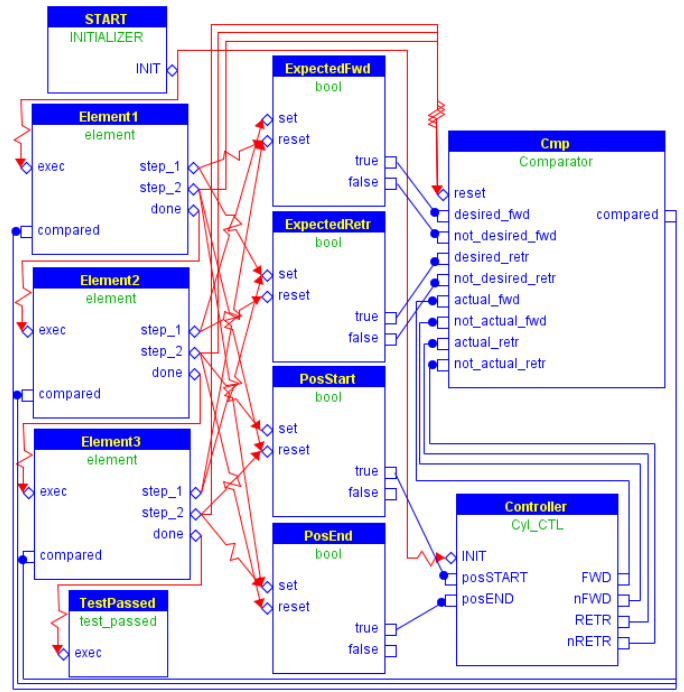 START
INITIALIZER
INIT
Element1
element
exec
step_1
step_2
done
compared
Element2
element
exec
step_1
step_2
done
compared
Element3
element
exec
step_1
step_2
done
compared
TestPassed
test_passed
exec
ExpectedFwd
bool
set
reset
true
false
ExpectedRetr
bool
set
reset
true
false
PosStart
bool
set
reset
true
false
PosEnd
bool
set
reset
true
false
Cmp
Comparator
reset
desired_fwd
compared
not_desired_fwd
desired_retr
not_desired_retr
actual_fwd
not_actual_fwd
actual_retr
not_actual_retr
Controller
Cyl_CTL
INIT
posSTART
FWD
posEND
nFWD
RETR
nRETR